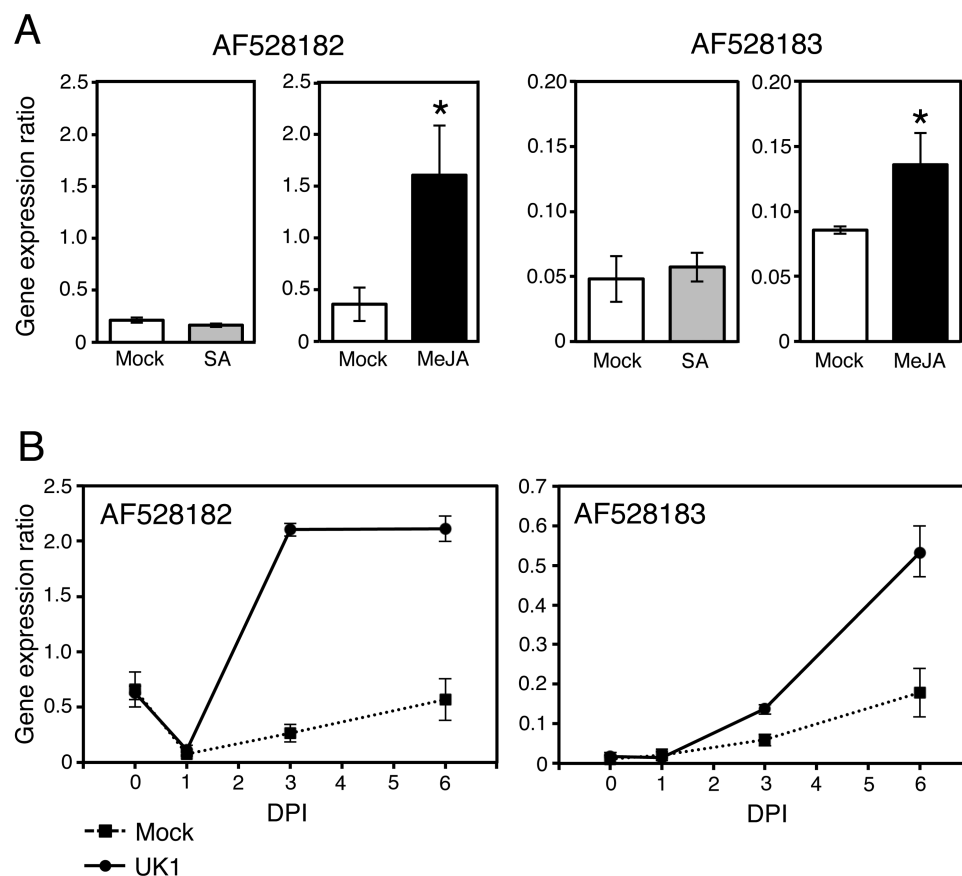 A
AF528182
AF528183
Gene expression ratio
2.5
2.0
1.5
1.0
0.5
0
Mock
SA
2.5
2.0
1.5
1.0
0.5
0
*
Mock
MeJA
0.20
0.15
0.10
0.05
0
Mock
SA
0.20
0.15
0.10
0.05
0
*
Mock
MeJA
B
Gene expression ratio
2.5
2.0
1.5
1.0
0.5
0
AF528182
0 1 2 3 4 5 6
DPI
0.7
0.6
0.5
0.4
0.3
0.2
0.1
0
AF528183
0 1 2 3 4 5 6
DPI
Mock
UK1